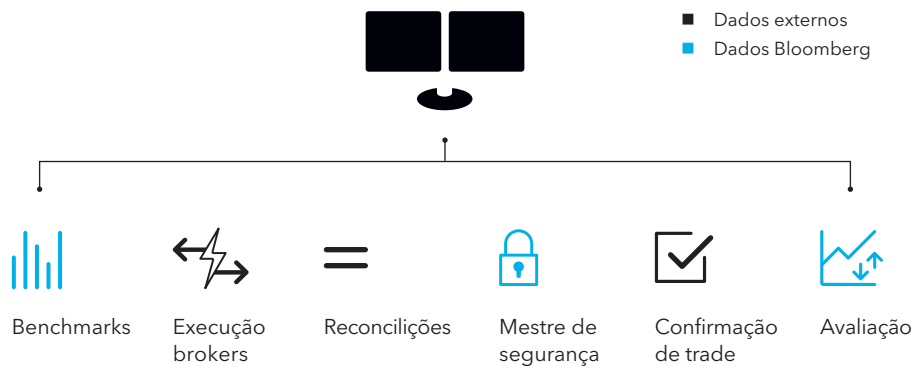 Dados externos
Dados Bloomberg
Benchmarks
Execução
brokers
Reconcilições
Mestre de
segurança
Confirmação
de trade
Avaliação